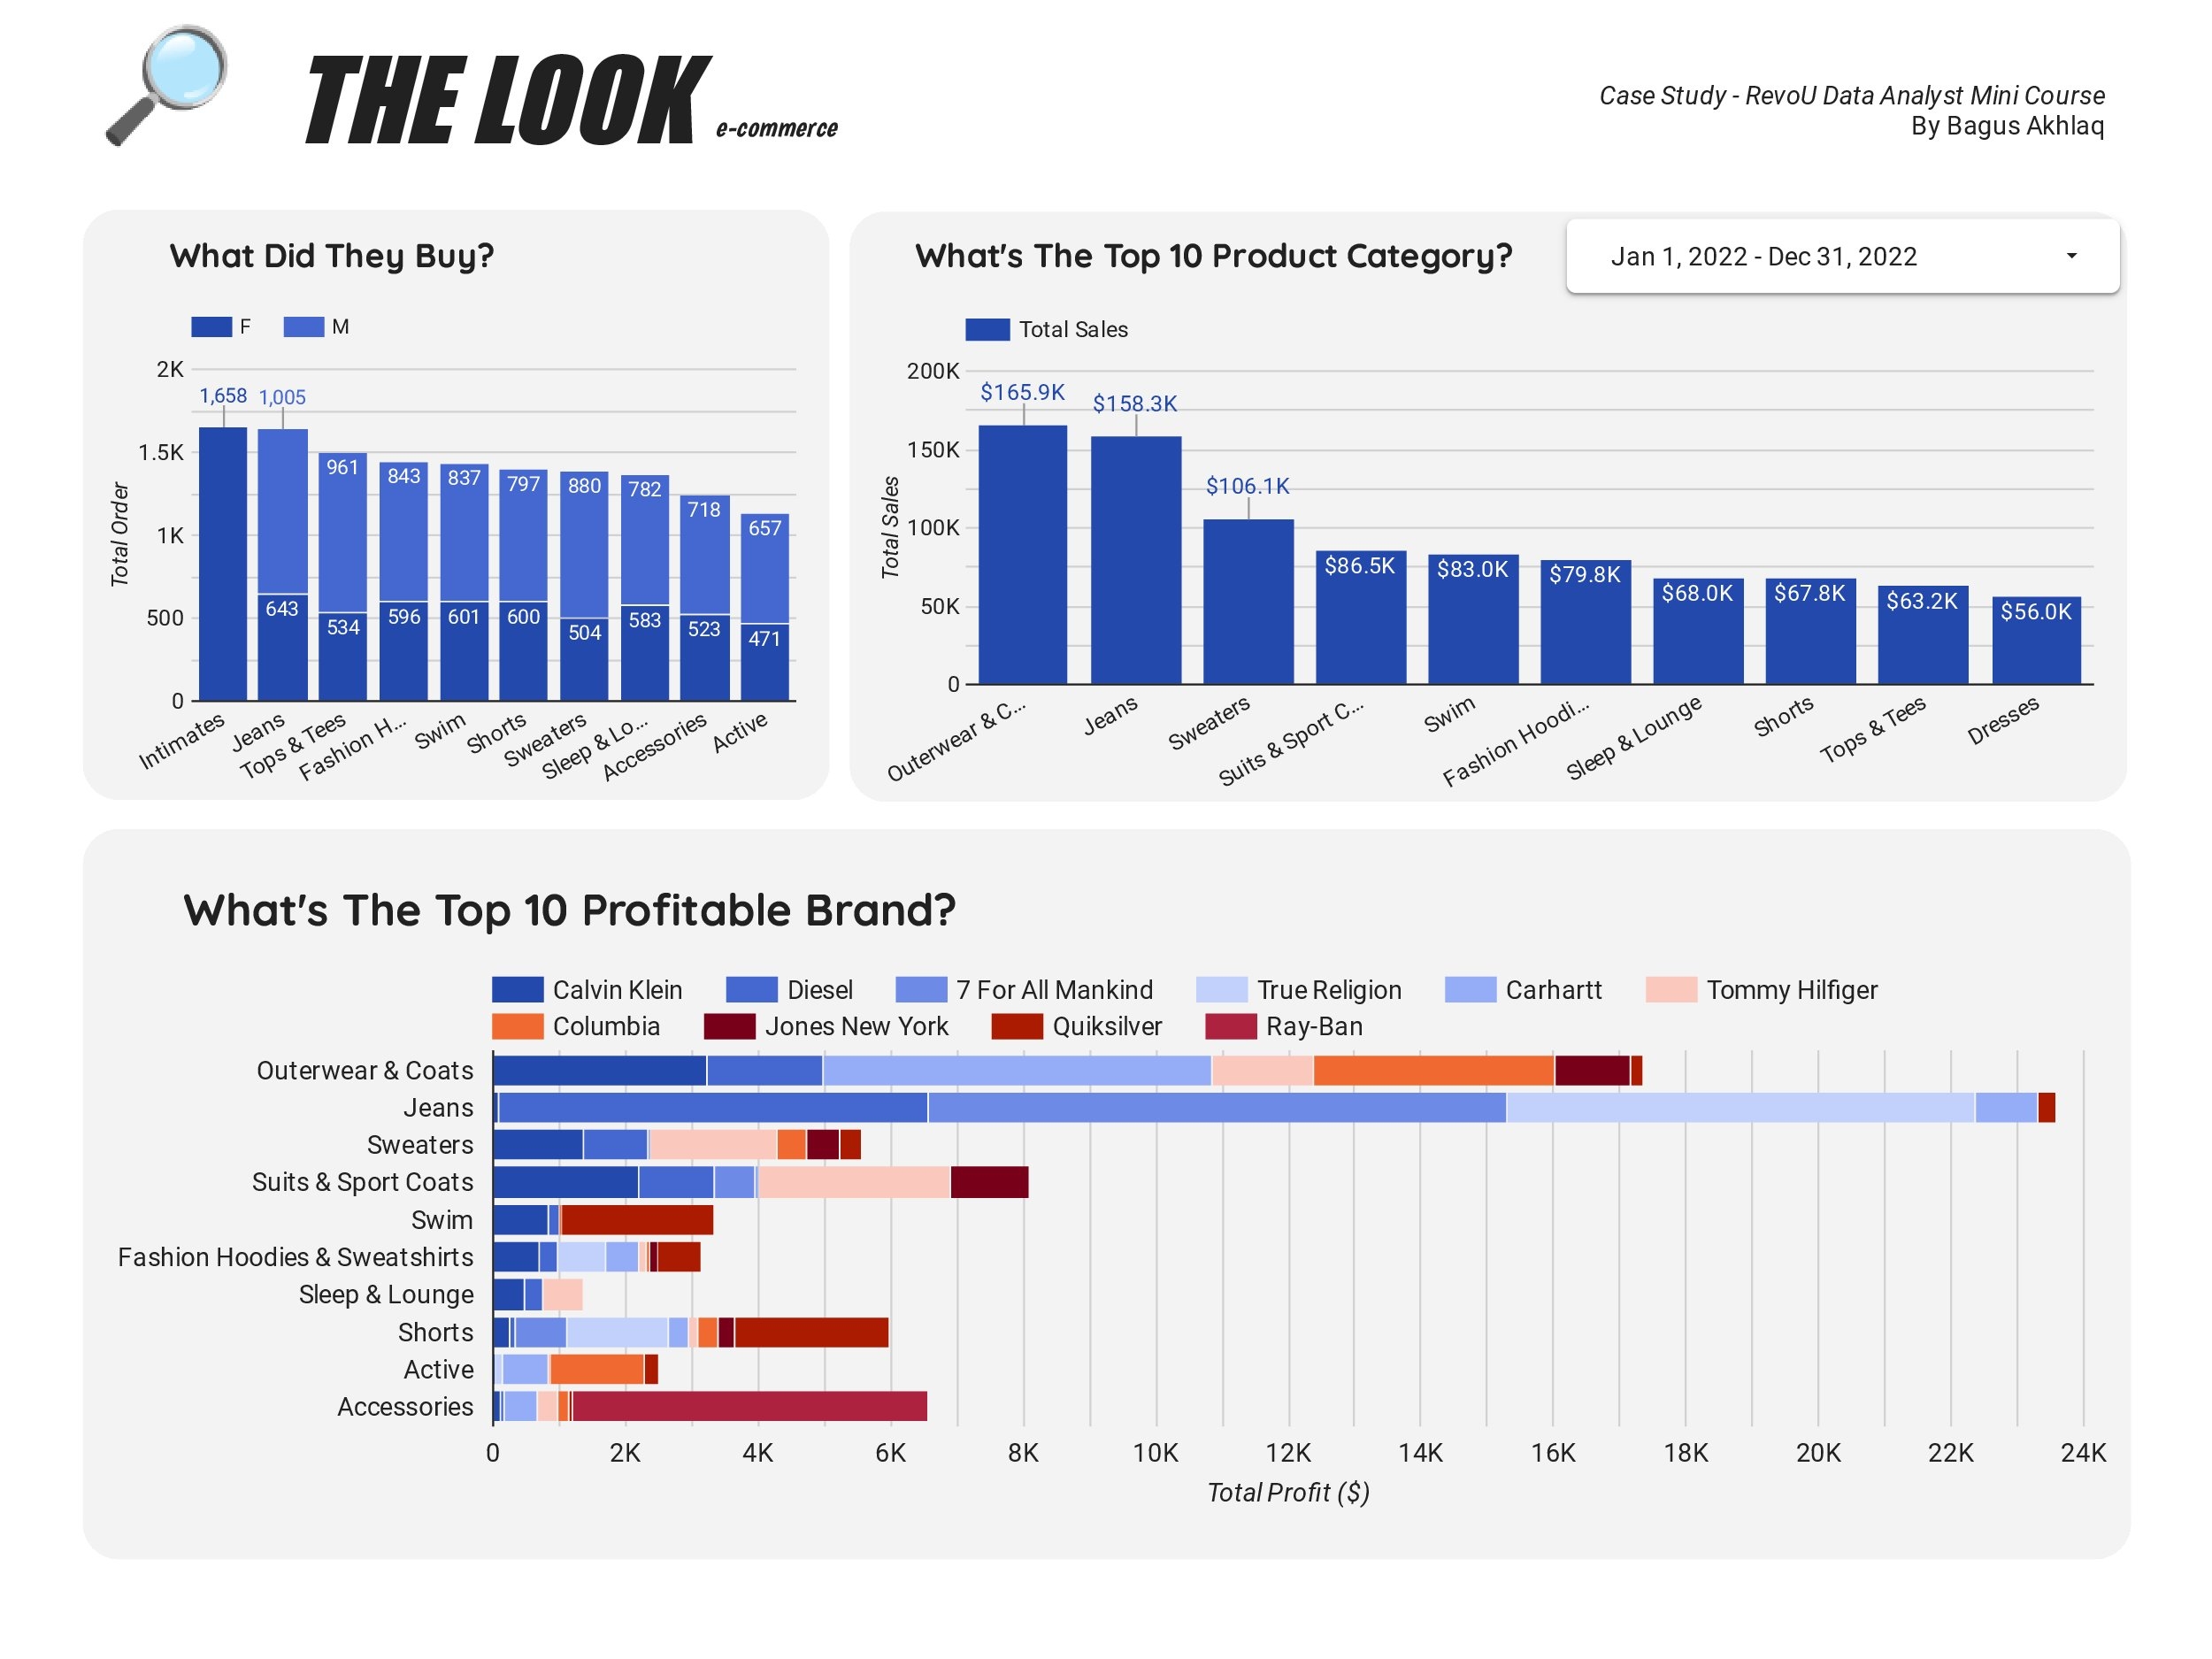 THE LOOK e-commerce
Case Study - RevoU Data Analyst Mini Course
By Bagus Akhlaq
What Did They Buy?
F M
Total Order
2K
1.5K
1K
500
0
1,658 1,005
961 843 837 797 880 782 718 657
643 534 596 601 600 504 583 523 471
Intimates Jeans Tops & Tees Fashion H... Swim Shorts Sweaters Sleep & Lo... Accessories Active
What's The Top 10 Product Category?
Jan 1, 2022 - Dec 31, 2022
Total Sales
Total Sales
200K
150K
100K
50K
0
$165.9K $158.3K $106.1K $86.5K $83.0K $79.8K $68.0K $67.8K $63.2K $56.0K
Outerwear & C... Jeans Sweaters Suits & Sport C... Swim Fashion Hoodi... Sleep & Lounge Shorts Tops & Tees Dresses
What's The Top 10 Profitable Brand?
Calvin Klein Diesel 7 For All Mankind True Religion Carhartt Tommy Hilfiger
Columbia Jones New York Quiksilver Ray-Ban
Outerwear & Coats
Jeans
Sweaters
Suits & Sport Coats
Swim
Fashion Hoodies & Sweatshirts
Sleep & Lounge
Shorts
Active
Accessories
0 2K 4K 6K 8K 10K 12K 14K 16K 18K 20K 22K 24K
Total Profit ($)